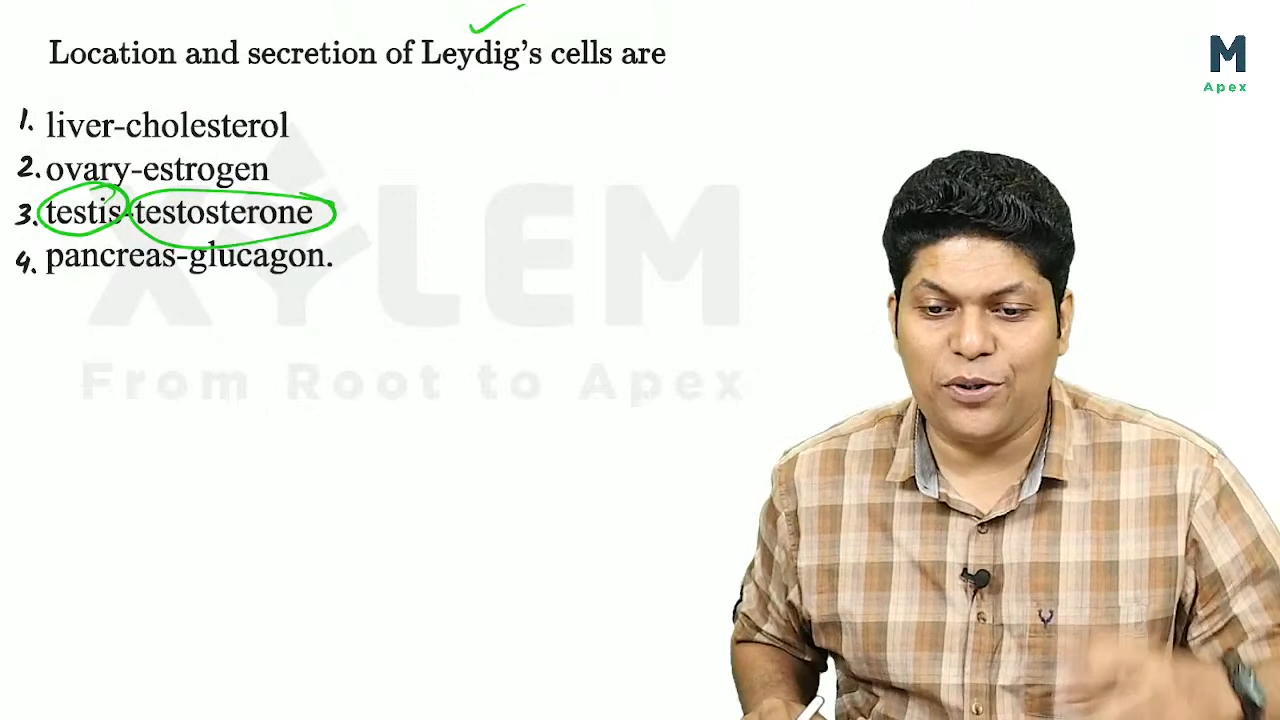 Location and secretion of Leydig's cells are
M
Apex
1. liver-cholesterol
2. ovary-estrogen
3. testis-testosterone
4. pancreas-glucagon.
XYLEM
From Root to Apex